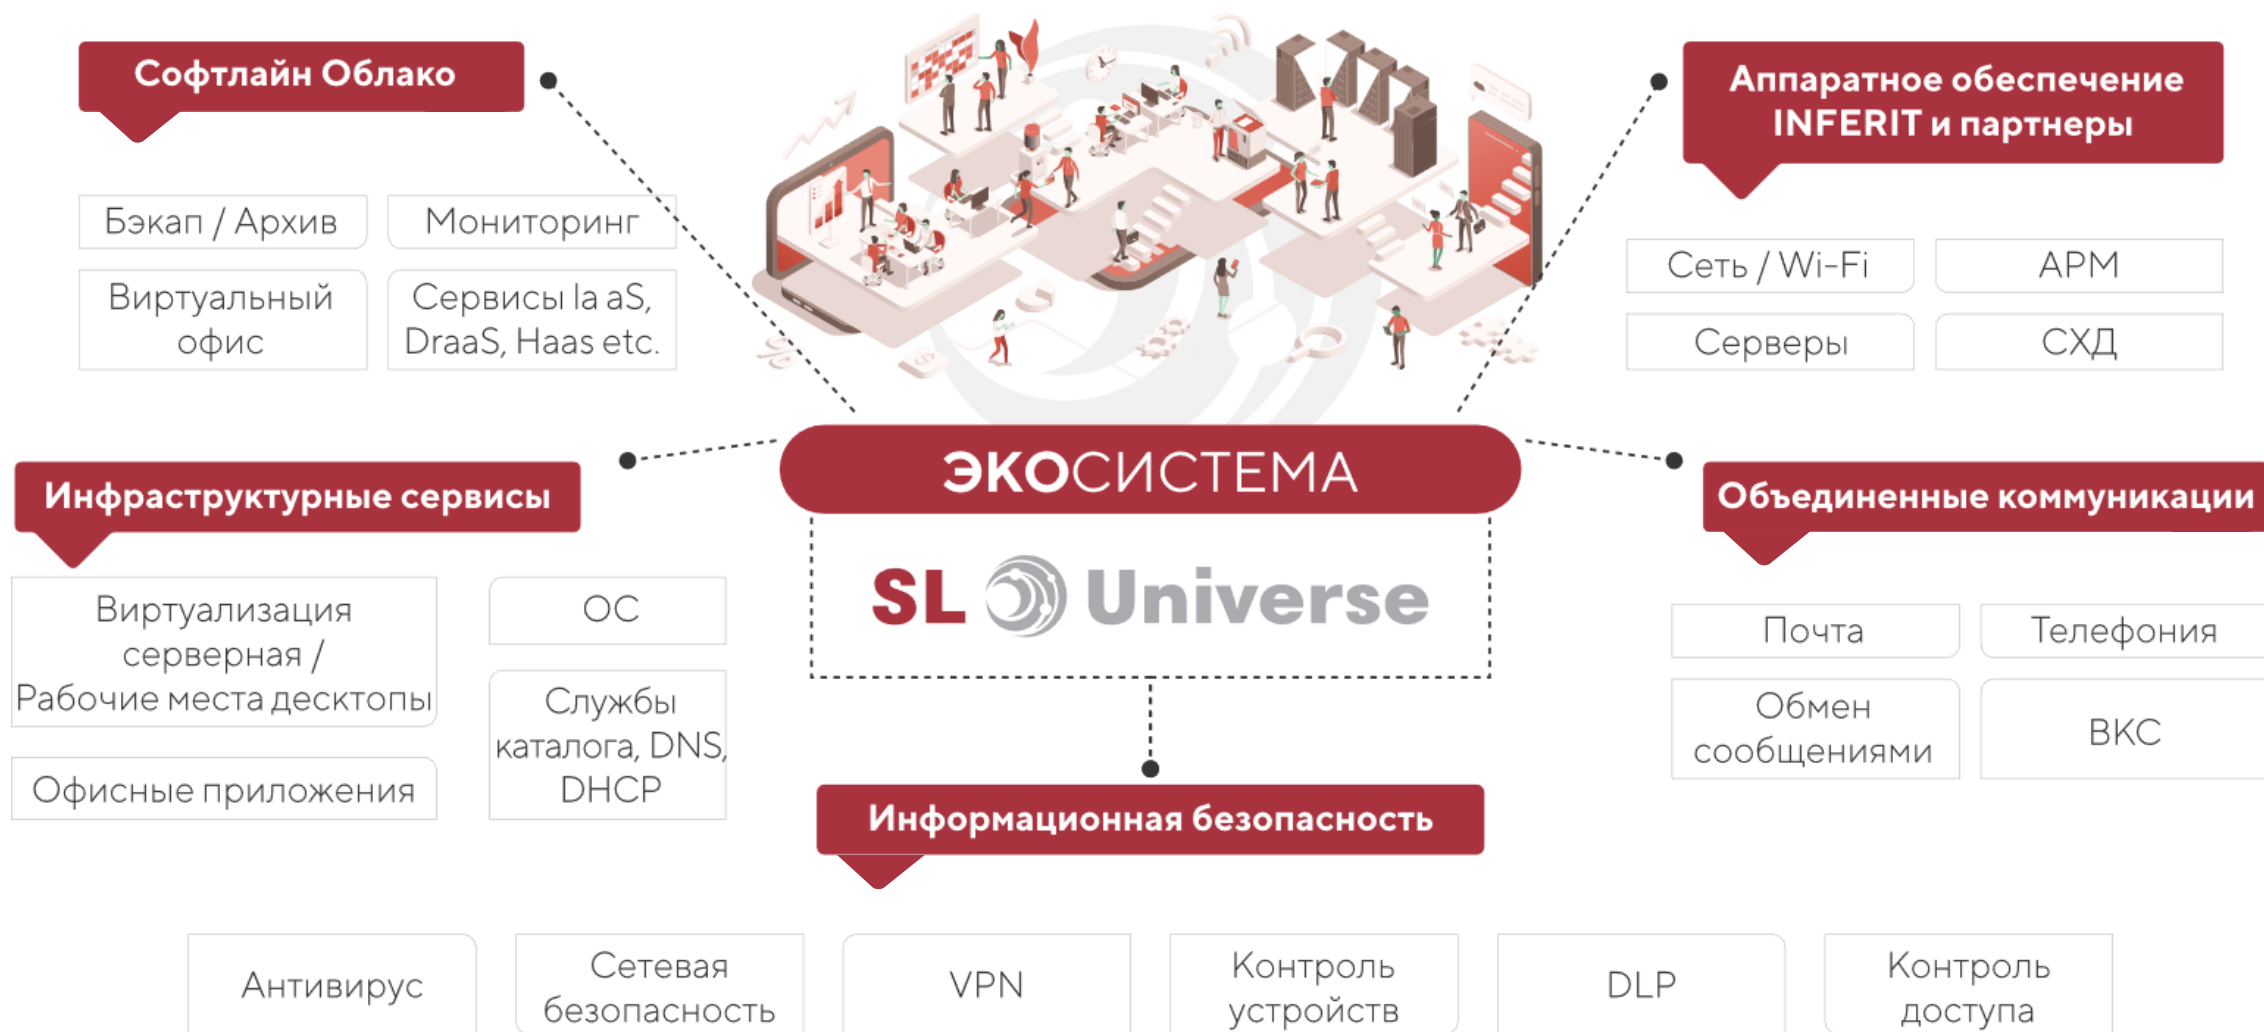 Софтлайн Облако
Бэкап / Архив
Мониторинг
Виртуальный
офис
Сервисы Ia aS,
DraaS, Haas etc.
Аппаратное обеспечение
INFERIT и партнеры
Сеть / Wi-Fi
АРМ
Серверы
СХД
ЭКОСИСТЕМА
SL Universe
Инфраструктурные сервисы
Виртуализация
серверная /
Рабочие места десктопы
ОС
Службы
каталога, DNS,
DHCP
Офисные приложения
Объединенные коммуникации
Почта
Телефония
Обмен
сообщениями
ВКС
Информационная безопасность
Антивирус
Сетевая
безопасность
VPN
Контроль
устройств
DLP
Контроль
доступа